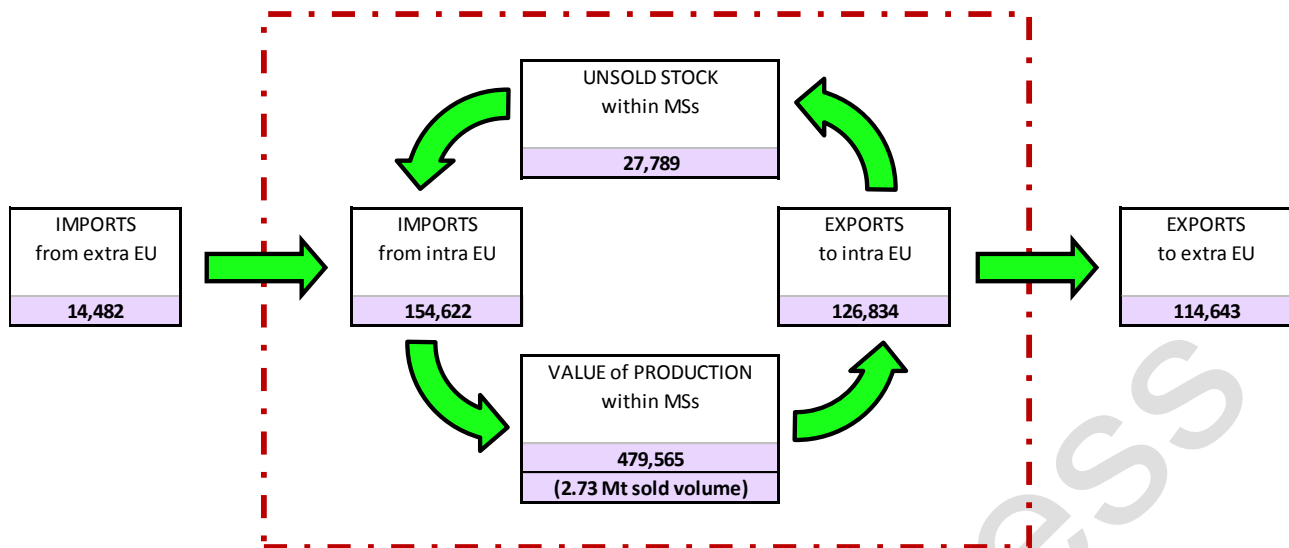 UNSOLD STOCK
within MSs
27,789
IMPORTS
from extra EU
14,482
IMPORTS
from intra EU
154,622
EXPORTS
to intra EU
126,834
EXPORTS
to extra EU
114,643
VALUE of PRODUCTION
within MSs
479,565
(2.73 Mt sold volume)
ess